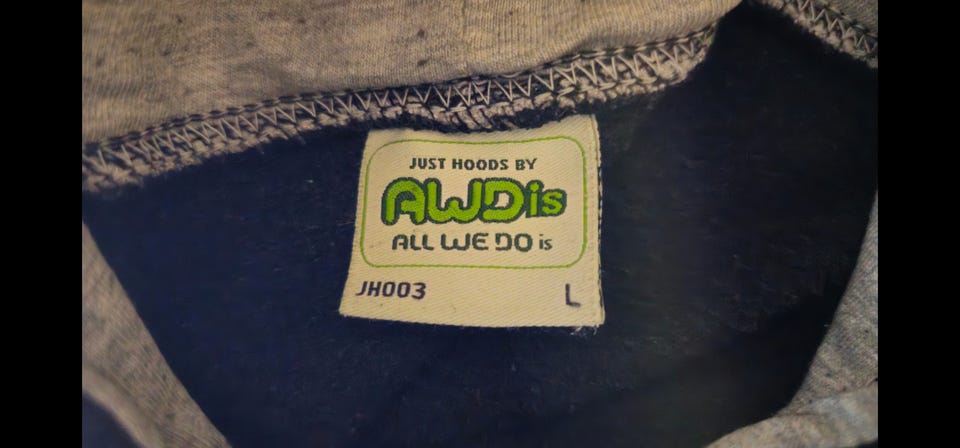 JUST HOODS BY
AWDis
ALL WE DO is
JH003 L